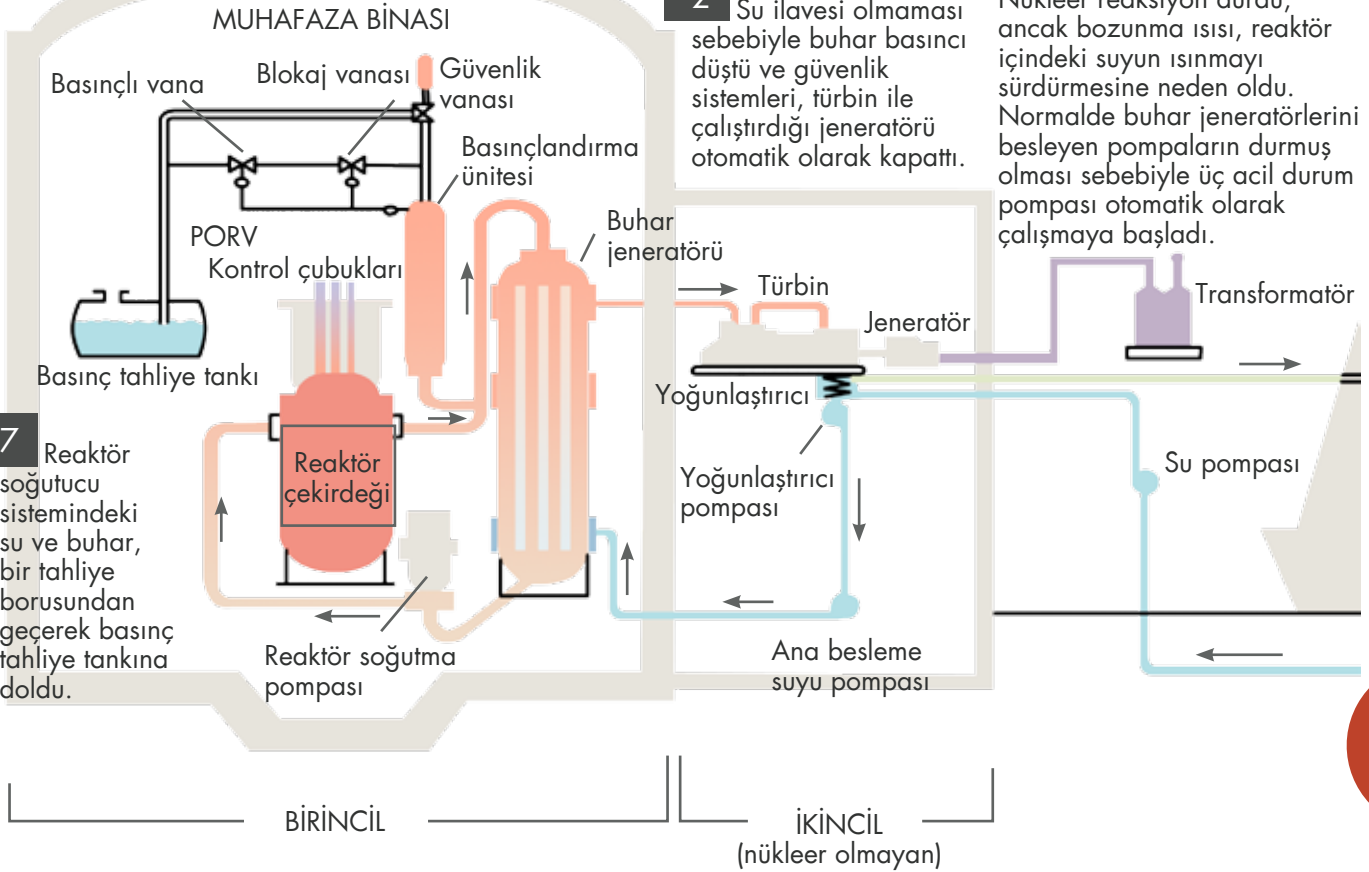 MUHAFAZA BİNASI
Basınçlı vana
Blokaj vanası
Güvenlik
vanası
Basınçlandırma
ünitesi
PORV
Kontrol çubukları
Buhar
jeneratörü
Basınç tahliye tankı
Reaktör
çekirdeği
Reaktör soğutma
pompası
7 Reaktör
soğutucu
sistemindeki
su ve buhar,
bir tahliye
borusundan
geçerek basınç
tahliye tankına
doldu.
2 Su ilavesi olmaması
sebebiyle buhar basıncı
düştü ve güvenlik
sistemleri, türbin ile
çalıştırdığı jeneratörü
otomatik olarak kapattı.
Nükleer reaksiyon durdu,
ancak bozunma ısısı, reaktör
içindeki suyun ısınmayı
sürdürmesine neden oldu.
Normalde buhar jeneratörlerini
besleyen pompaların durmuş
olması sebebiyle üç acil durum
pompası otomatik olarak
çalışmaya başladı.
Türbin
Jeneratör
Transformatör
Yoğunlaştırıcı
Yoğunlaştırıcı
pompası
Su pompası
Ana besleme
suyu pompası
BİRİNCİL
İKİNCİL
(nükleer olmayan)